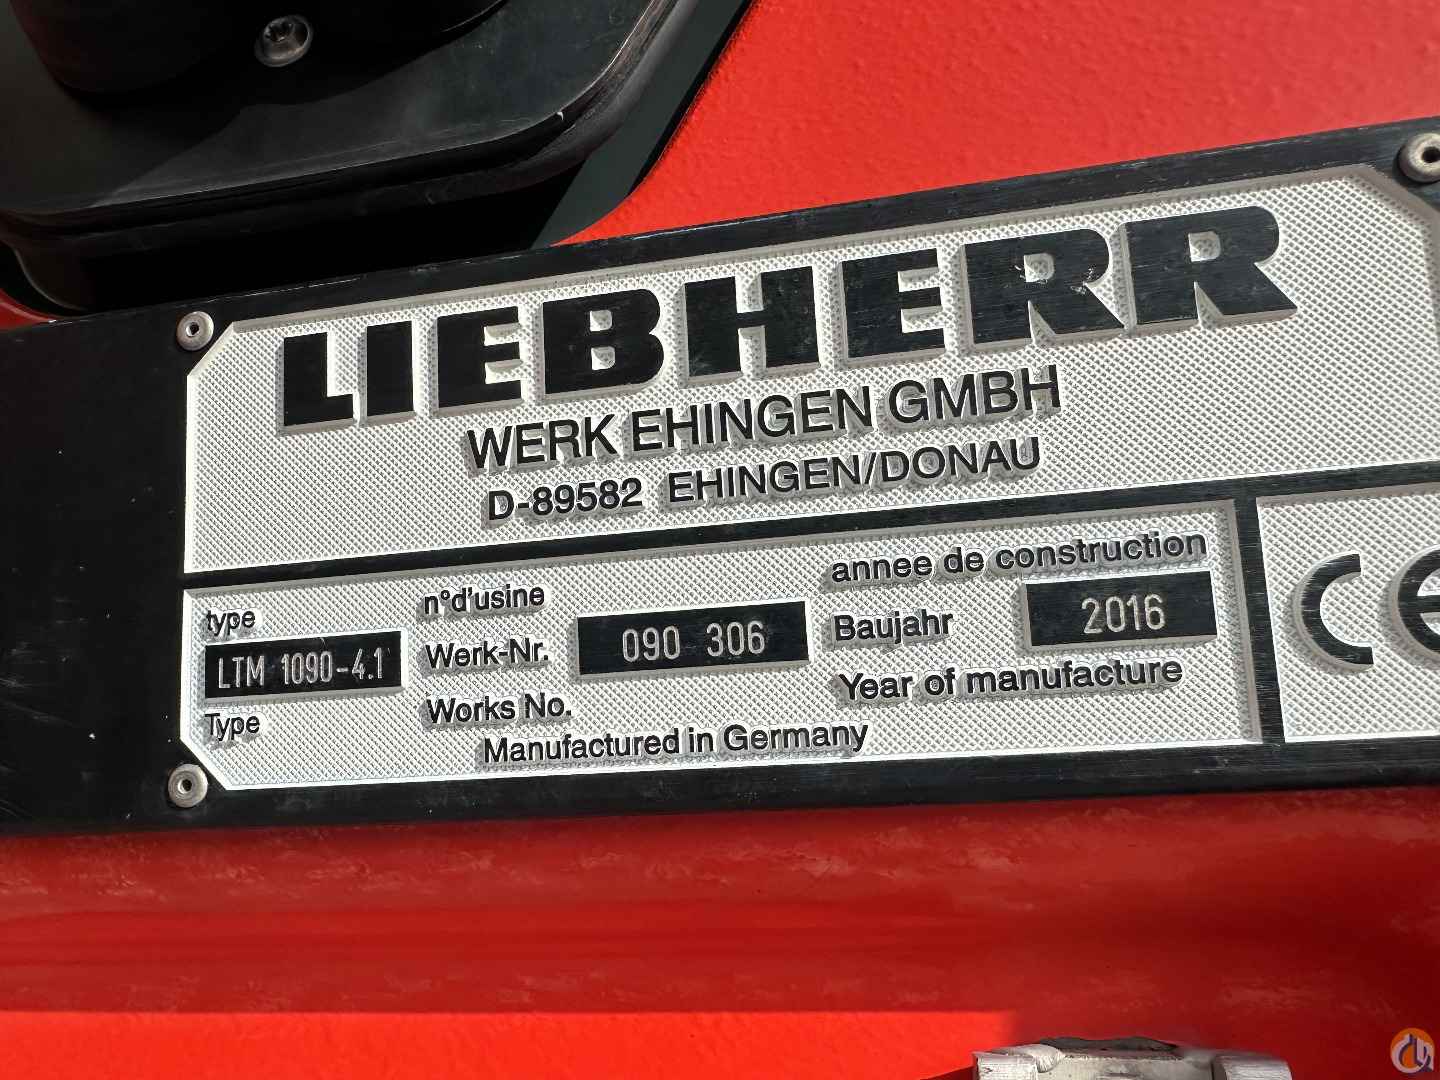 LIEBHERR
WERK EHINGEN GMBH
D-89582 EHINGEN/DONAU
type
LTM 1090-4.1
Type
n°d'usine
Werk-Nr. 090 306
Works No.
annee de construction
Baujahr 2016
Year of manufacture
Manufactured in Germany
CE